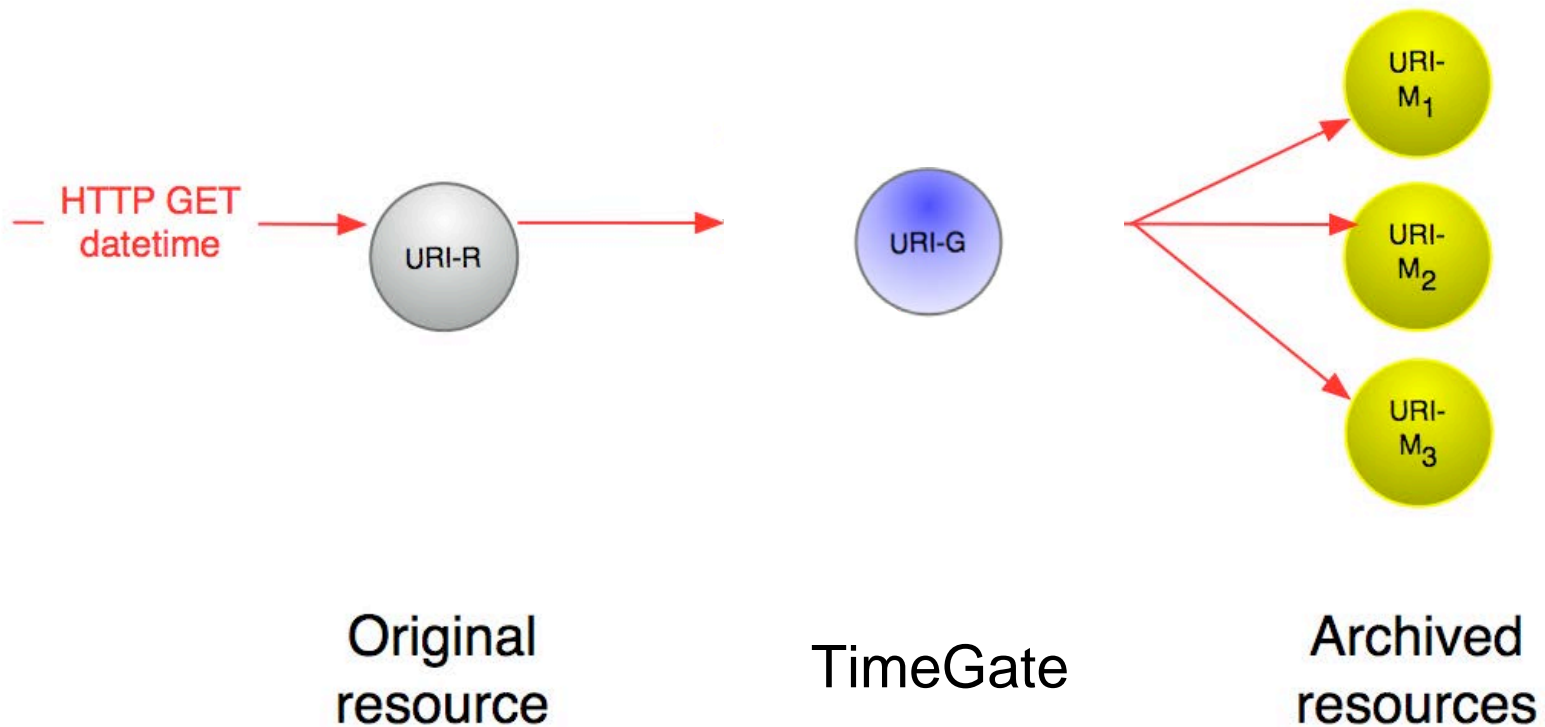 HTTP GET
datetime
URI-R
URI-G
URI-
M1
URI-
M2
URI-
M3
Original
resource
TimeGate
Archived
resources